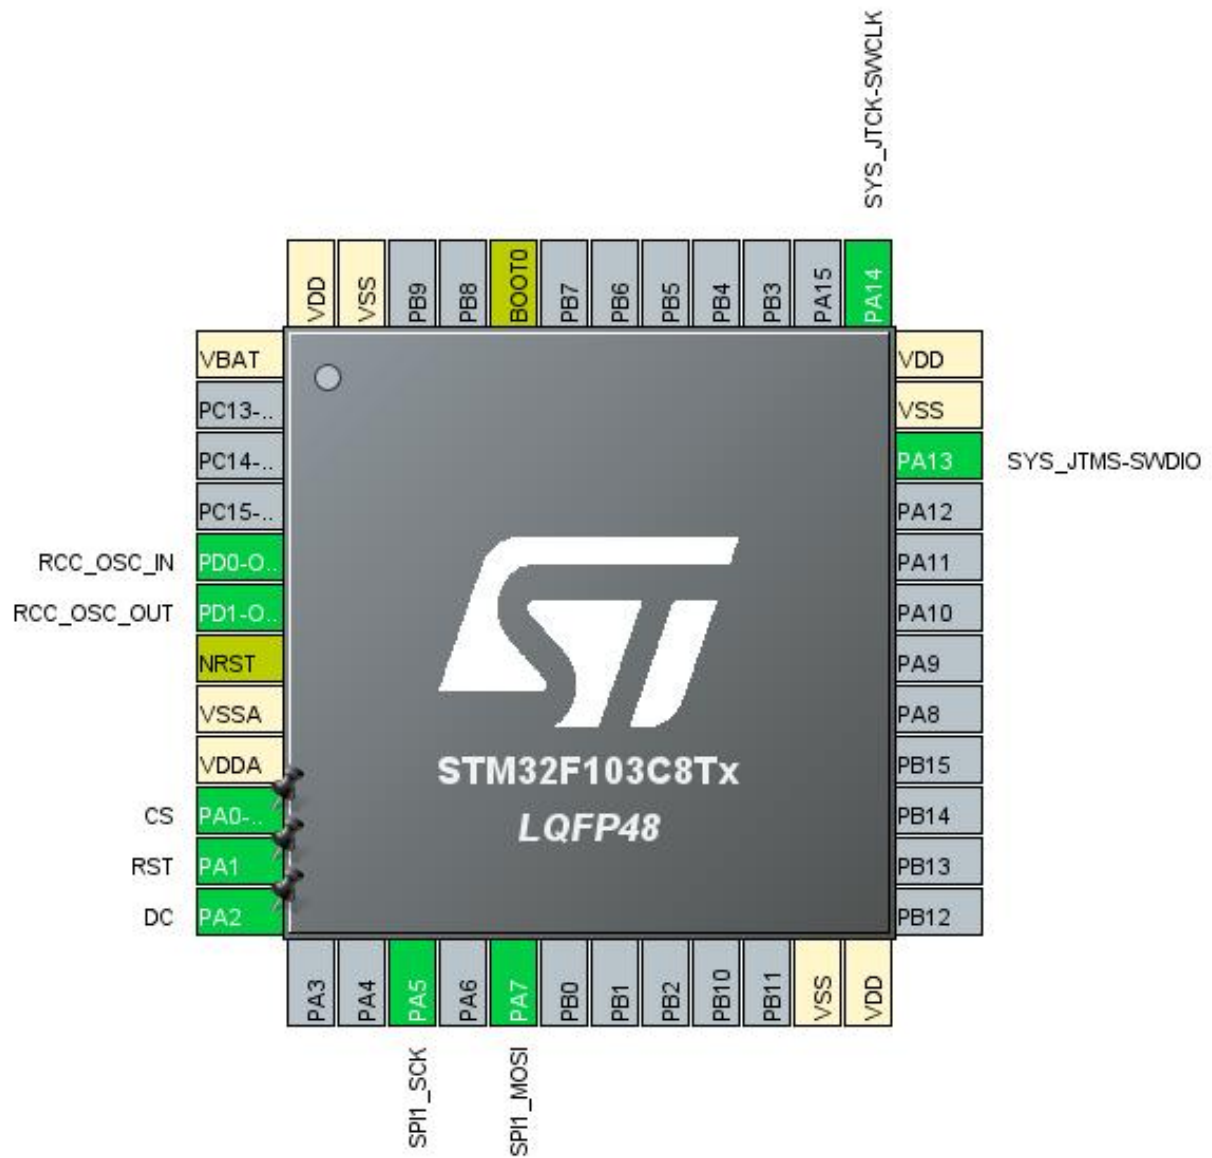 SYS_JTCK-SWCLK
VDD
VSS
PB9
PB8
BOOT0
PB7
PB6
PB5
PB4
PB3
PA15
PA14
VBAT
PC13-..
PC14-..
PC15-..
RCC_OSC_IN PD0-O..
RCC_OSC_OUT PD1-O..
NRST
VSSA
VDDA
CS PA0-..
RST PA1
DC PA2
VDD
VSS
PA13 SYS_JTMS-SWDIO
PA12
PA11
PA10
PA9
PA8
PB15
PB14
PB13
PB12
ST
STM32F103C8Tx
LQFP48
PA3
PA4
PA5
PA6
PA7
PB0
PB1
PB2
PB10
PB11
VSS
VDD
SPI1_SCK
SPI1_MOSI